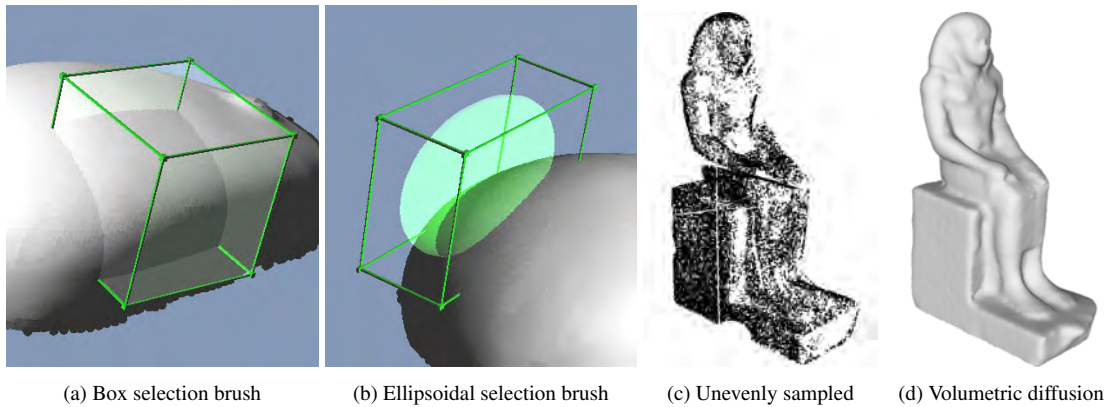 (a) Box selection brush
(b) Ellipsoidal selection brush
(c) Unevenly sampled
(d) Volumetric diffusion